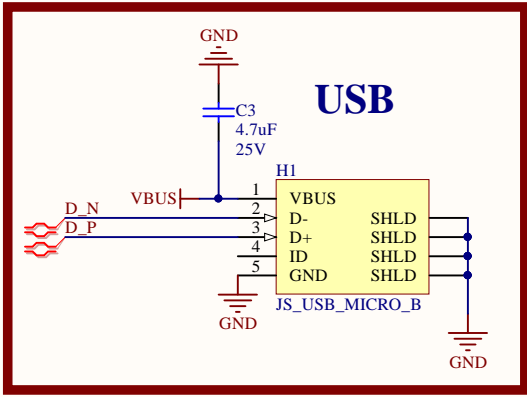 GND
USB
C3
4.7uF
25V
H1
VBUS 1 VBUS
D_N 2 D- SHLD
D_P 3 D+ SHLD
4 ID SHLD
5 GND SHLD
GND
JS_USB_MICRO_B
GND